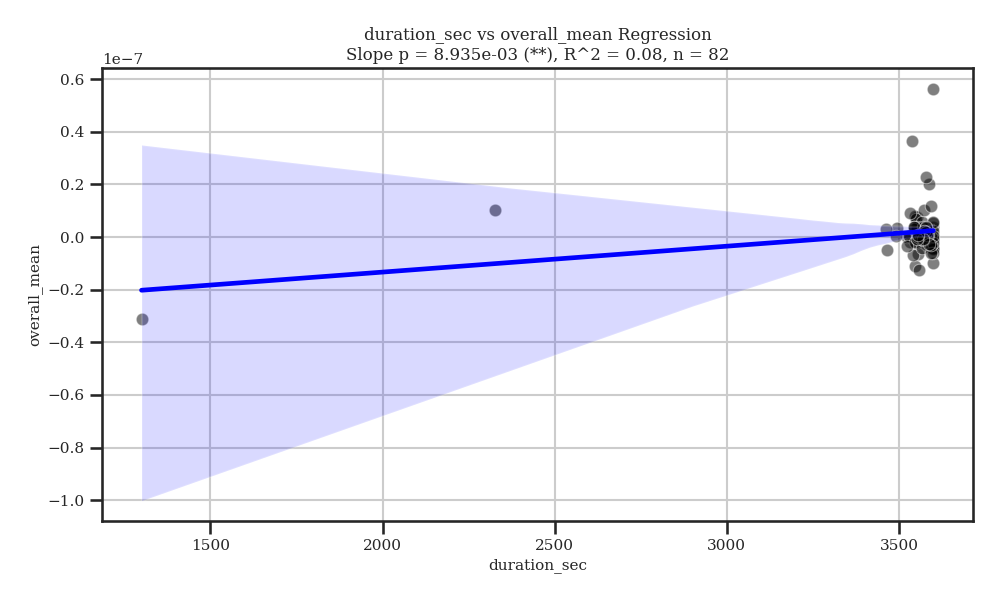 duration_sec vs overall_mean Regression
Slope p = 8.935e-03 (**), R^2 = 0.08, n = 82
1e−7
0.6
0.4
0.2
0.0
−0.2
−0.4
−0.6
−0.8
−1.0
overall_mean
1500
2000
2500
3000
3500
duration_sec